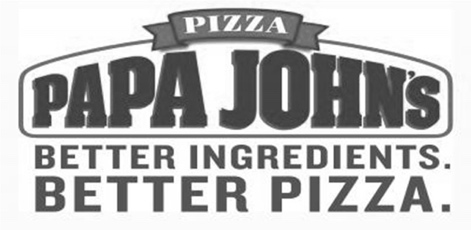 PIZZA
PAPA JOHN'S
BETTER INGREDIENTS.
BETTER PIZZA.